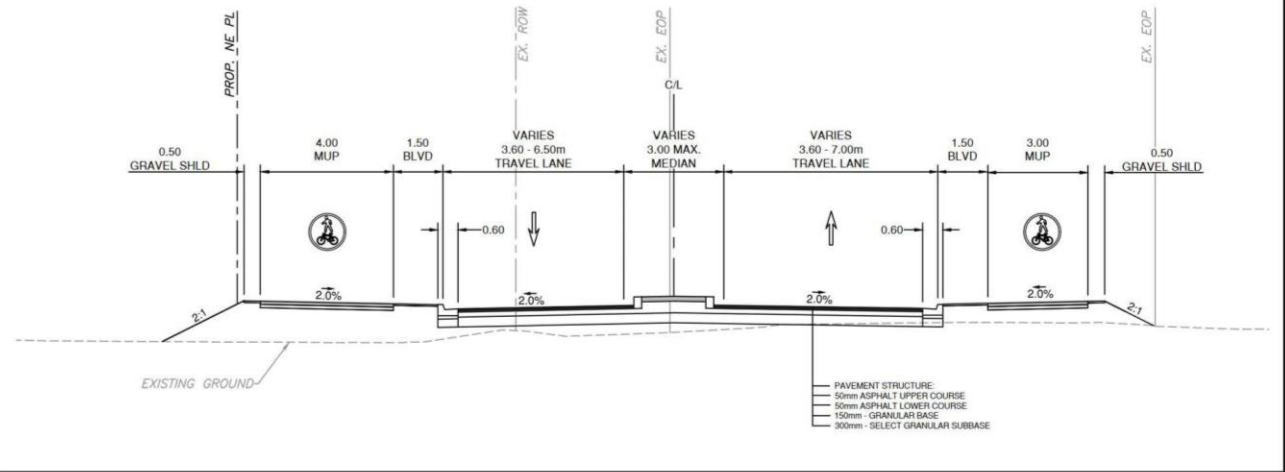 PROP. NE PL
EX. ROW
EX. EOP
EX. EOP
C/L
0.50
GRAVEL SHLD
4.00
MUP
1.50
BLVD
VARIES
3.60 - 6.50m
TRAVEL LANE
VARIES
3.00 MAX.
MEDIAN
VARIES
3.60 - 7.00m
TRAVEL LANE
1.50
BLVD
3.00
MUP
0.50
GRAVEL SHLD
0.60
0.60
2:1
2.0%
2.0%
2.0%
2.0%
2:1
EXISTING GROUND
PAVEMENT STRUCTURE:
50mm ASPHALT UPPER COURSE
50mm ASPHALT LOWER COURSE
150mm - GRANULAR BASE
300mm - SELECT GRANULAR SUBBASE